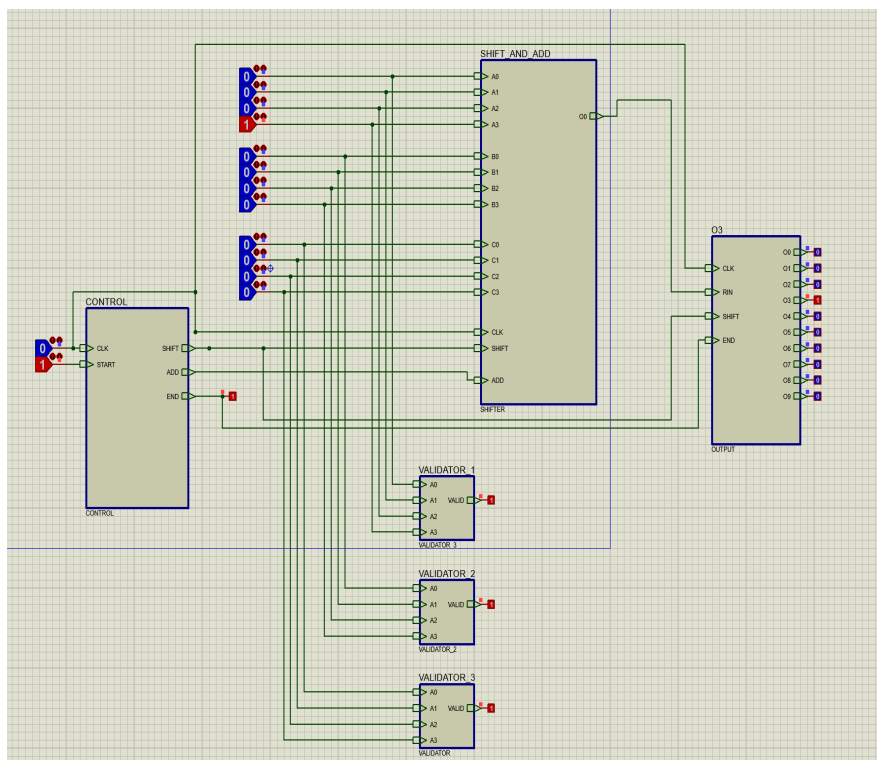 SHIFT_AND_ADD
0
0
0
1
A0
A1
A2
A3
O0
0
0
0
0
B0
B1
B2
B3
0
0
0
0
C0
C1
C2
C3
CLK
SHIFT
ADD
SHIFTER
CONTROL
0
1
CLK
START
SHIFT
ADD
END
1
CONTROL
O3
CLK
RIN
SHIFT
END
O0
O1
O2
O3
O4
O5
O6
O7
O8
O9
0
0
0
1
0
0
0
0
0
0
OUTPUT
VALIDATOR_1
A0
A1
A2
A3
VALID
1
VALIDATOR_3
VALIDATOR_2
A0
A1
A2
A3
VALID
1
VALIDATOR_2
VALIDATOR_3
A0
A1
A2
A3
VALID
1
VALIDATOR